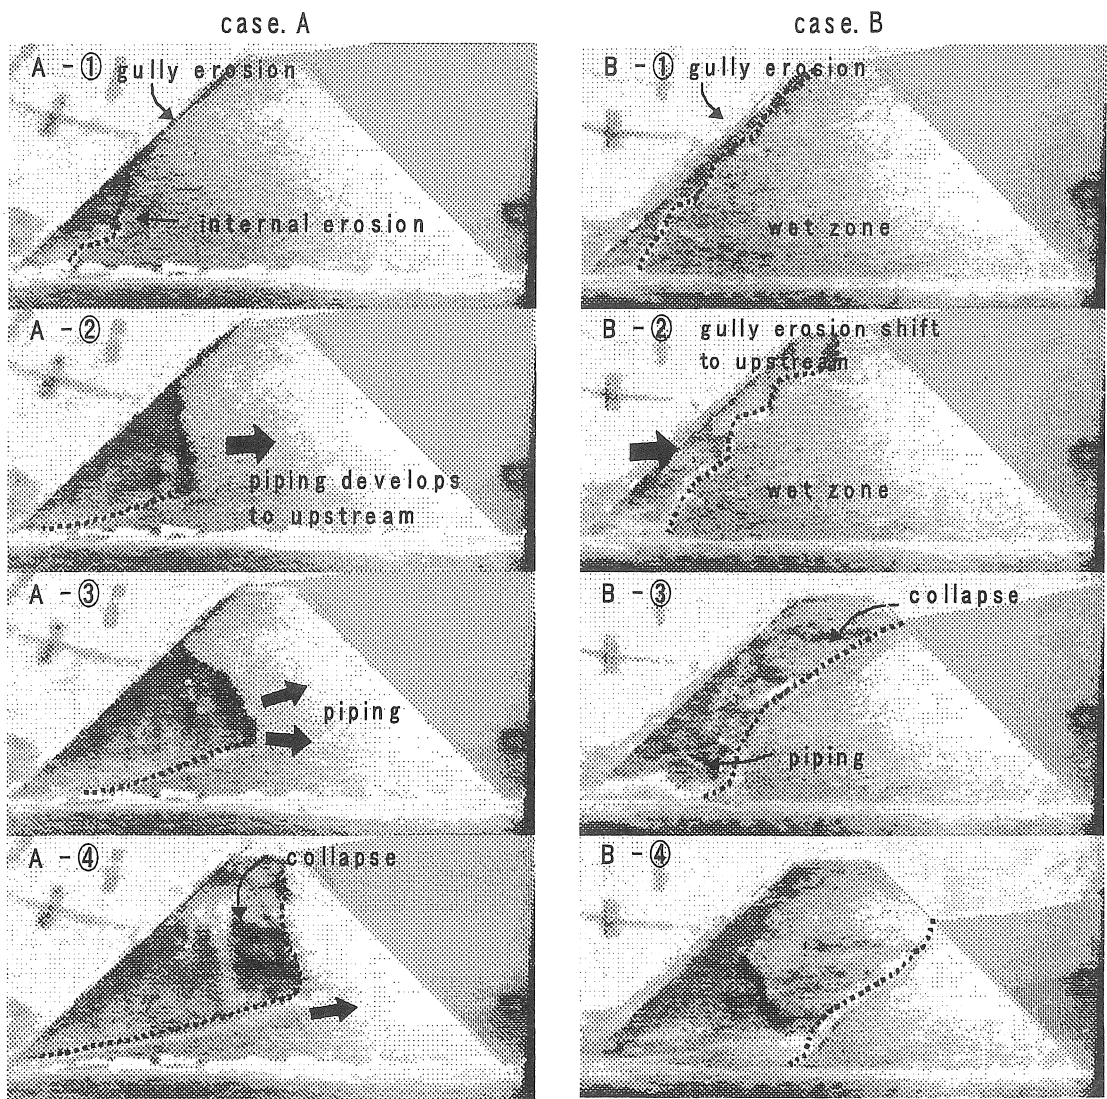 case. A
A -① gully erosion
internal erosion
A -②
piping develops
to upstream
A -③
piping
A -④
collapse
case. B
B -① gully erosion
wet zone
B -② gully erosion shift
to upstream
wet zone
B -③
collapse
piping
B -④